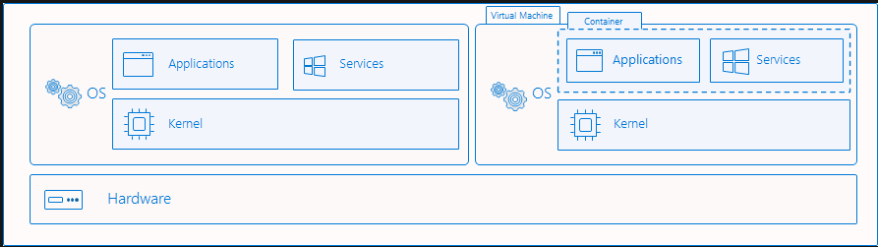 Virtual Machine
Container
Applications
Services
OS
Kernel
Applications
Services
OS
Kernel
Hardware